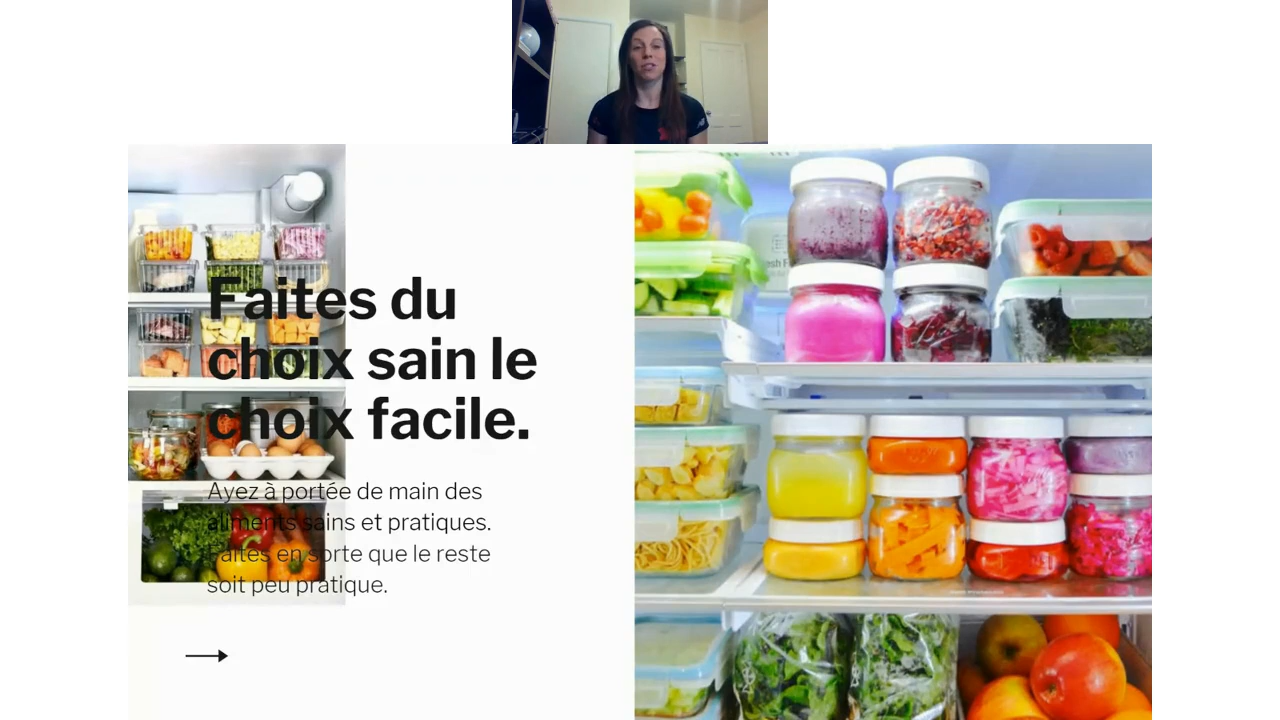 Faites du
choix sain le
choix facile.
Ayez à portée de main des
aliments sains et pratiques.
Faites en sorte que le reste
soit peu pratique.